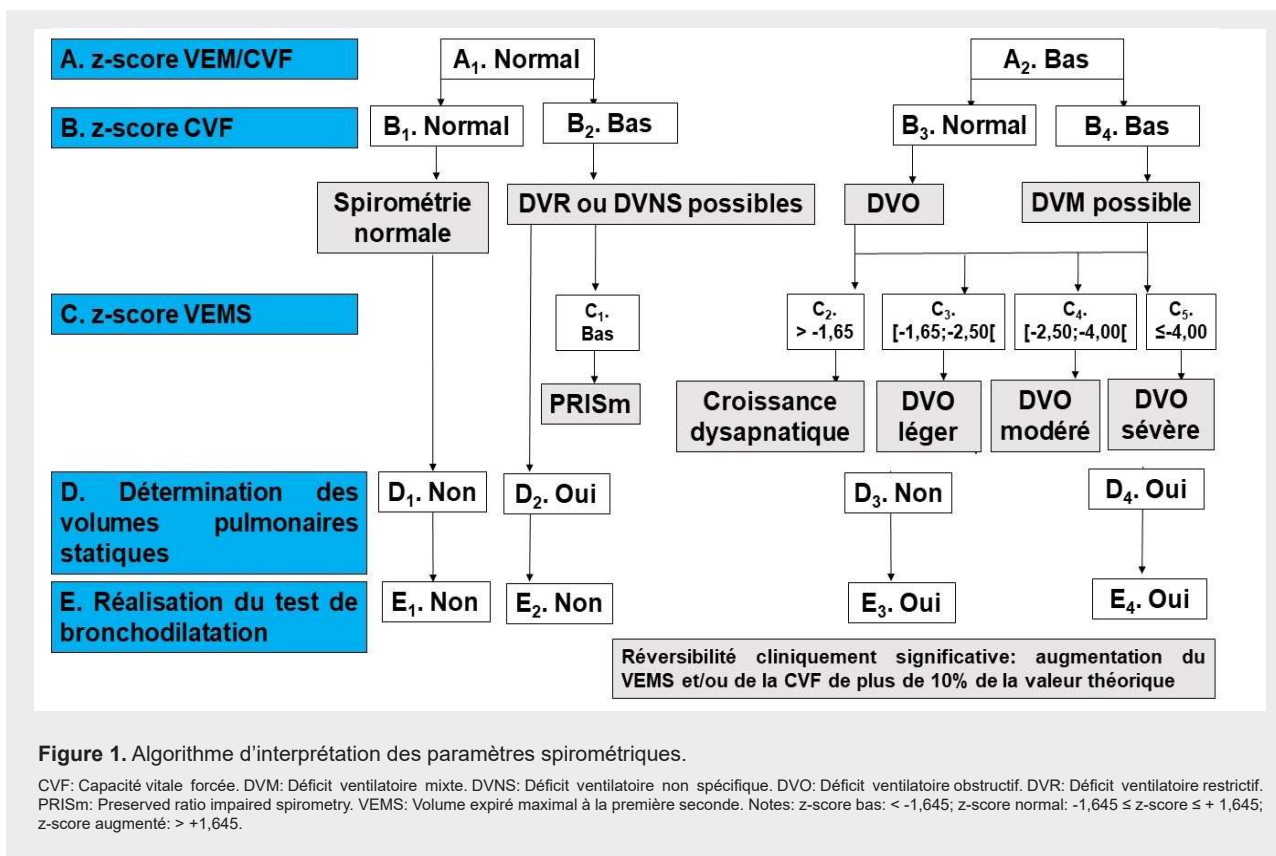 A. z-score VEM/CVF
A₁. Normal
A₂. Bas
B. z-score CVF
B₁. Normal
B₂. Bas
B₃. Normal
B₄. Bas
Spirométrie
normale
DVR ou DVNS possibles
DVO
DVM possible
C. z-score VEMS
C₁.
Bas
C₂.
> -1,65
C₃.
[-1,65;-2,50[
C₄.
[-2,50;-4,00[
C₅.
≤-4,00
PRISm
Croissance
dysapnatique
DVO
léger
DVO
modéré
DVO
sévère
D. Détermination des
volumes pulmonaires
statiques
D₁. Non
D₂. Oui
D₃. Non
D₄. Oui
E. Réalisation du test de
bronchodilatation
E₁. Non
E₂. Non
E₃. Oui
E₄. Oui
Réversibilité cliniquement significative: augmentation du
VEMS et/ou de la CVF de plus de 10% de la valeur théorique
Figure 1. Algorithme d'interprétation des paramètres spirométriques.
CVF: Capacité vitale forcée. DVM: Déficit ventilatoire mixte. DVNS: Déficit ventilatoire non spécifique. DVO: Déficit ventilatoire obstructif. DVR: Déficit ventilatoire restrictif.
PRISm: Preserved ratio impaired spirometry. VEMS: Volume expiré maximal à la première seconde. Notes: z-score bas: < -1,645; z-score normal: -1,645 ≤ z-score ≤ + 1,645;
z-score augmenté: > +1,645.